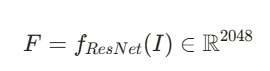 F = f_{ResNet}(I) ∈ ℝ^{2048}